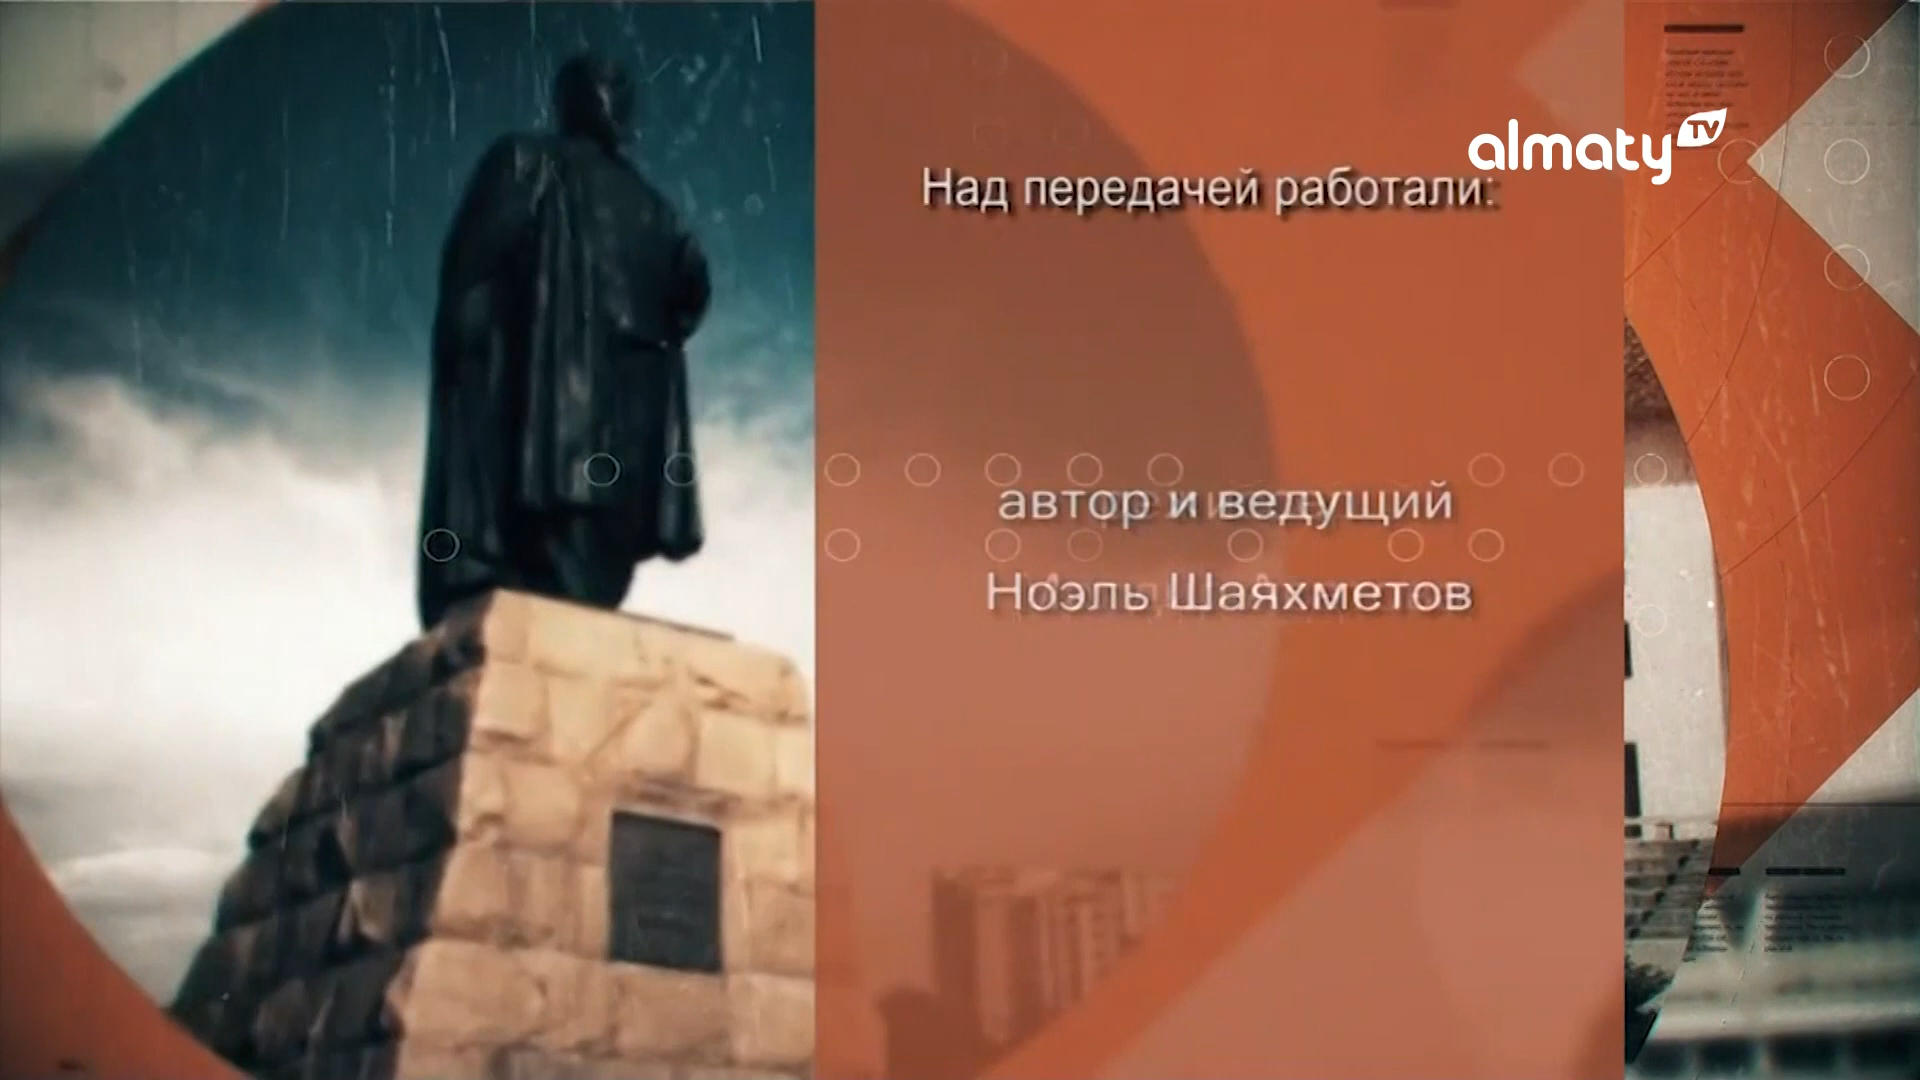 almaty TV
Над передачей работали:
автор и ведущий
Ноэль Шаяхметов